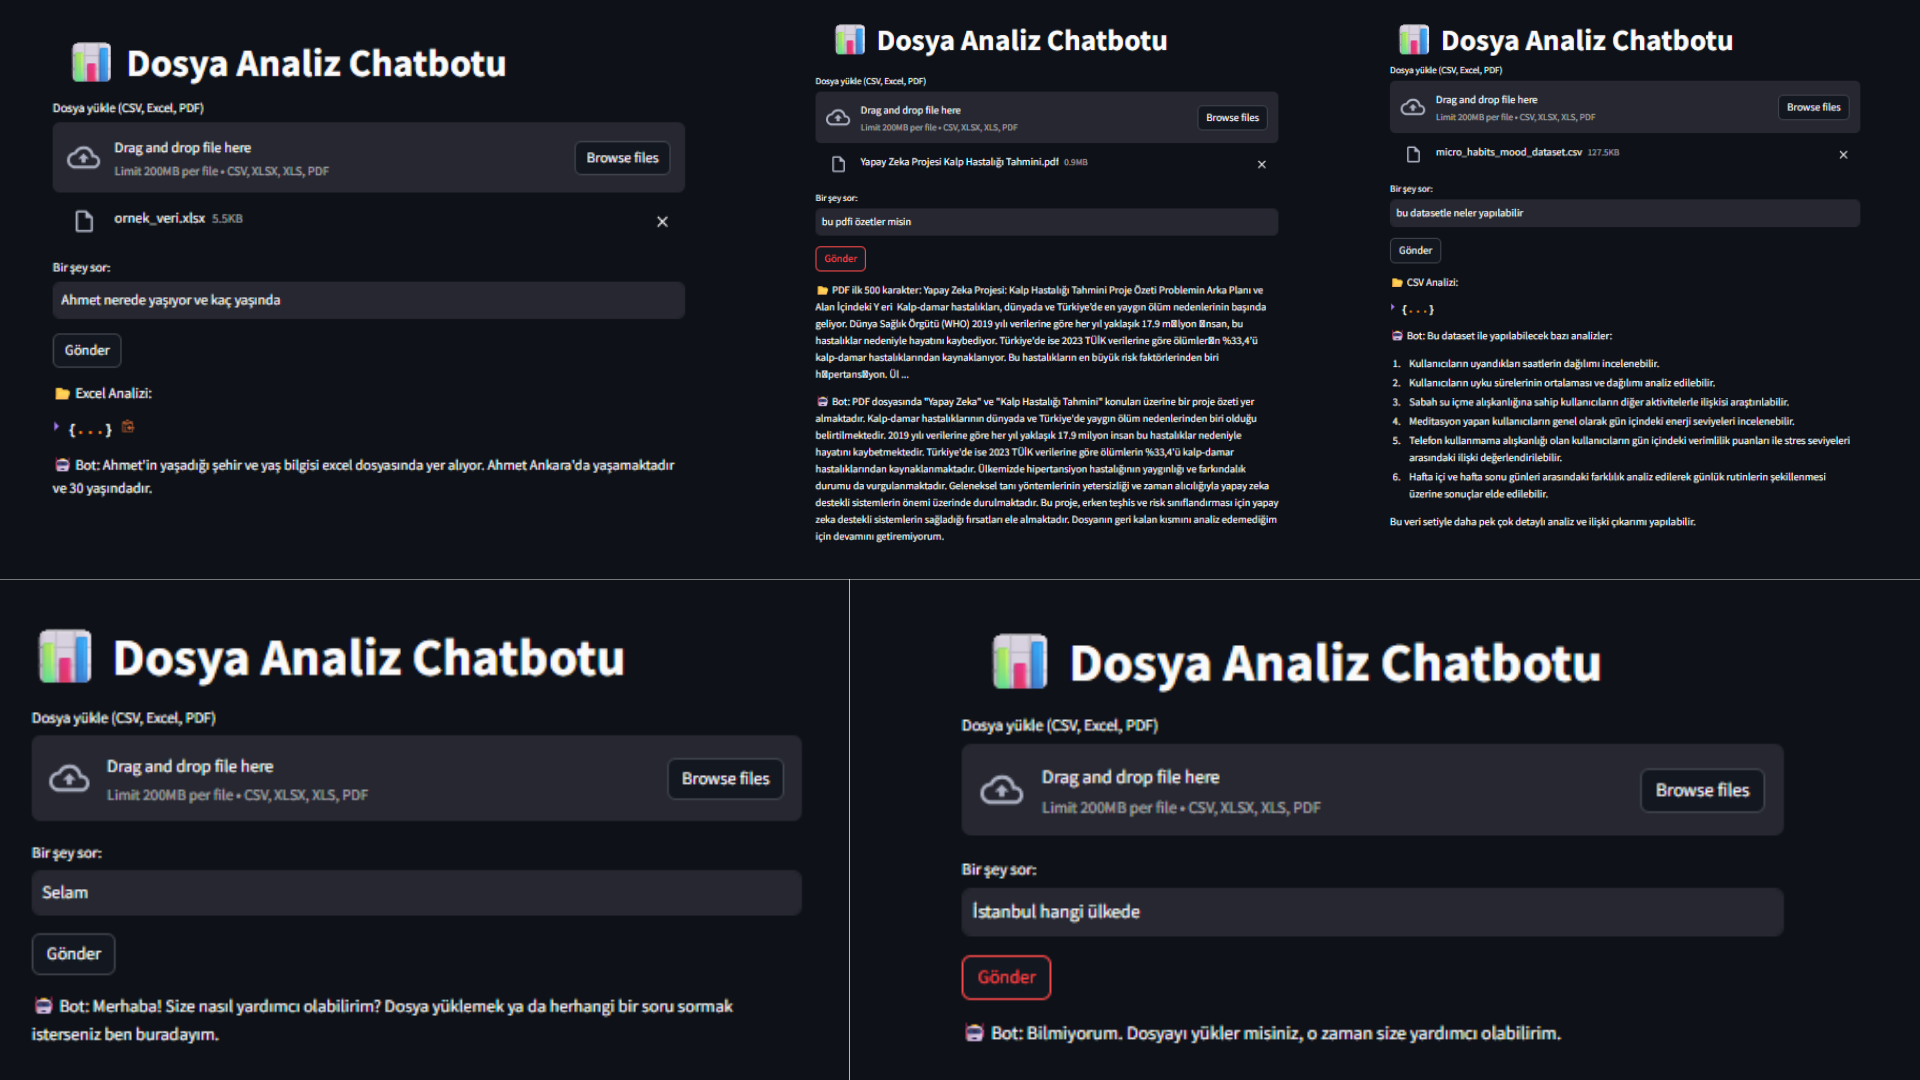 Dosya Analiz Chatbotu
Dosya yükle (CSV, Excel, PDF)
Drag and drop file here
Limit 200MB per file • CSV, XLSX, XLS, PDF
Browse files
ornek_veri.xlsx 5.5KB
Bir şey sor:
Ahmet nerede yaşıyor ve kaç yaşında
Gönder
Excel Analizi:
{...}
Bot: Ahmet'in yaşadığı şehir ve yaş bilgisi excel dosyasında yer alıyor. Ahmet Ankara'da yaşamaktadır
ve 30 yaşındadır.
Dosya Analiz Chatbotu
Dosya yükle (CSV, Excel, PDF)
Drag and drop file here
Limit 200MB per file • CSV, XLSX, XLS, PDF
Browse files
Yapay Zeka Projesi Kalp Hastalığı Tahmini.pdf 0.9MB
Bir şey sor:
bu pdfi özetler misin
Gönder
PDF ilk 500 karakter: Yapay Zeka Projesi: Kalp Hastalığı Tahmini Proje Özeti Problemin Arka Planı ve
Alan İçindeki Y eri Kalp-damar hastalıkları, dünyada ve Türkiye'de en yaygın ölüm nedenlerinin başında
geliyor. Dünya Sağlık Örgütü (WHO) 2019 yılı verilerine göre her yıl yaklaşık 17.9 m�lyon �nsan, bu
hastalıklar nedeniyle hayatını kaybediyor. Türkiye'de ise 2023 TÜİK verilerine göre ölümler�n %33,4'ü
kalp-damar hastalıklarından kaynaklanıyor. Bu hastalıkların en büyük risk faktörlerinden biri
h�pertans�yon. Ül ...
Bot: PDF dosyasında "Yapay Zeka" ve "Kalp Hastalığı Tahmini" konuları üzerine bir proje özeti yer
almaktadır. Kalp-damar hastalıklarının dünyada ve Türkiye'de yaygın ölüm nedenlerinden biri olduğu
belirtilmektedir. 2019 yılı verilerine göre her yıl yaklaşık 17.9 milyon insan bu hastalıklar nedeniyle
hayatını kaybetmektedir. Türkiye'de ise 2023 TÜİK verilerine göre ölümlerin %33,4'ü kalp-damar
hastalıklarından kaynaklanmaktadır. Ülkemizde hipertansiyon hastalığının yaygınlığı ve farkındalık
durumu da vurgulanmaktadır. Geleneksel tanı yöntemlerinin yetersizliği ve zaman alıcılığıyla yapay zeka
destekli sistemlerin önemi üzerinde durulmaktadır. Bu proje, erken teşhis ve risk sınıflandırması için yapay
zeka destekli sistemlerin sağladığı fırsatları ele almaktadır. Dosyanın geri kalan kısmını analiz edemediğim
için devamını getiremiyorum.
Dosya Analiz Chatbotu
Dosya yükle (CSV, Excel, PDF)
Drag and drop file here
Limit 200MB per file • CSV, XLSX, XLS, PDF
Browse files
micro_habits_mood_dataset.csv 127.5KB
Bir şey sor:
bu datasetle neler yapılabilir
Gönder
CSV Analizi:
{...}
Bot: Bu dataset ile yapılabilecek bazı analizler:
1. Kullanıcıların uyandıkları saatlerin dağılımı incelenebilir.
2. Kullanıcıların uyku sürelerinin ortalaması ve dağılımı analiz edilebilir.
3. Sabah su içme alışkanlığına sahip kullanıcıların diğer aktivitelerle ilişkisi araştırılabilir.
4. Meditasyon yapan kullanıcıların genel olarak gün içindeki enerji seviyeleri incelenebilir.
5. Telefon kullanmama alışkanlığı olan kullanıcıların gün içindeki verimlilik puanları ile stres seviyeleri
arasındaki ilişki değerlendirilebilir.
6. Hafta içi ve hafta sonu günleri arasındaki farklılık analiz edilerek günlük rutinlerin şekillenmesi
üzerine sonuçlar elde edilebilir.
Bu veri setiyle daha pek çok detaylı analiz ve ilişki çıkarımı yapılabilir.
Dosya Analiz Chatbotu
Dosya yükle (CSV, Excel, PDF)
Drag and drop file here
Limit 200MB per file • CSV, XLSX, XLS, PDF
Browse files
Bir şey sor:
Selam
Gönder
Bot: Merhaba! Size nasıl yardımcı olabilirim? Dosya yüklemek ya da herhangi bir soru sormak
isterseniz ben buradayım.
Dosya Analiz Chatbotu
Dosya yükle (CSV, Excel, PDF)
Drag and drop file here
Limit 200MB per file • CSV, XLSX, XLS, PDF
Browse files
Bir şey sor:
İstanbul hangi ülkede
Gönder
Bot: Bilmiyorum. Dosyayı yükler misiniz, o zaman size yardımcı olabilirim.